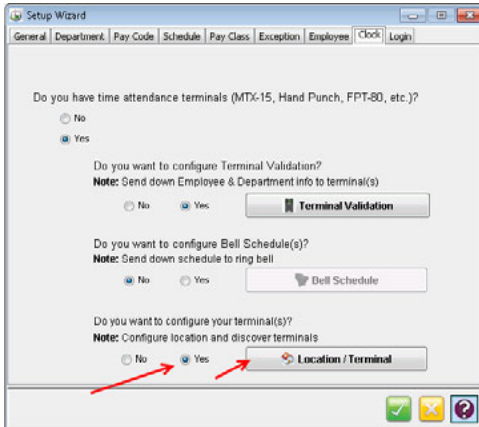 Setup Wizard
General Department Pay Code Schedule Pay Class Exception Employee Clock Login
Do you have time attendance terminals (MTX-15, Hand Punch, FPT-80, etc.)?
No
Yes
Do you want to configure Terminal Validation?
Note: Send down Employee & Department info to terminal(s)
No Yes Terminal Validation
Do you want to configure Bell Schedule(s)?
Note: Send down schedule to ring bell
No Yes Bell Schedule
Do you want to configure your terminal(s)?
Note: Configure location and discover terminals
No Yes Location / Terminal
?